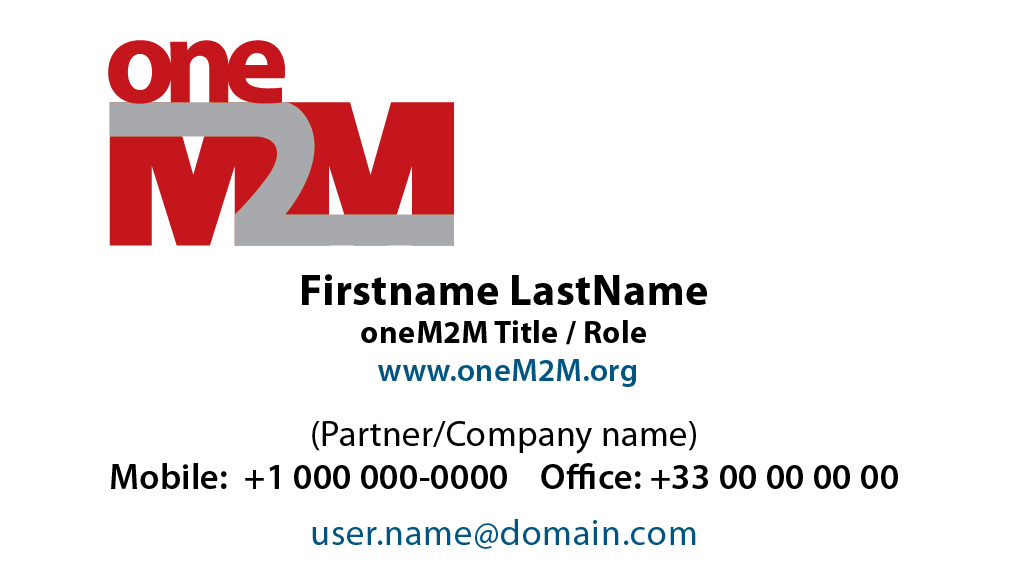 one
M2M
Firstname LastName
oneM2M Title / Role
www.oneM2M.org
(Partner/Company name)
Mobile: +1 000 000-0000 Office: +33 00 00 00 00
user.name@domain.com